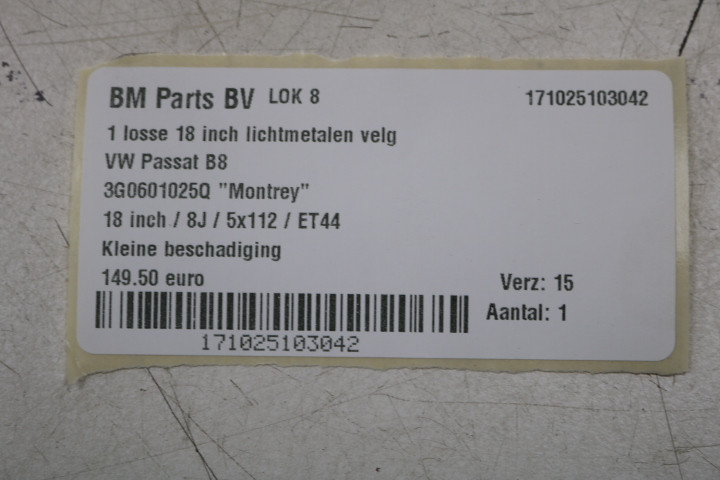 BM Parts BV LOK 8 171025103042
1 losse 18 inch lichtmetalen velg
VW Passat B8
3G0601025Q "Montrey"
18 inch / 8J / 5x112 / ET44
Kleine beschadiging
149.50 euro Verz: 15
Aantal: 1
171025103042